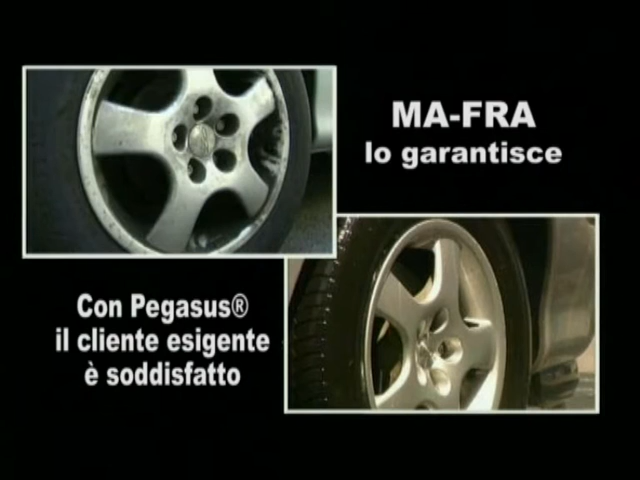 MA-FRA
lo garantisce
Con Pegasus®
il cliente esigente
è soddisfatto